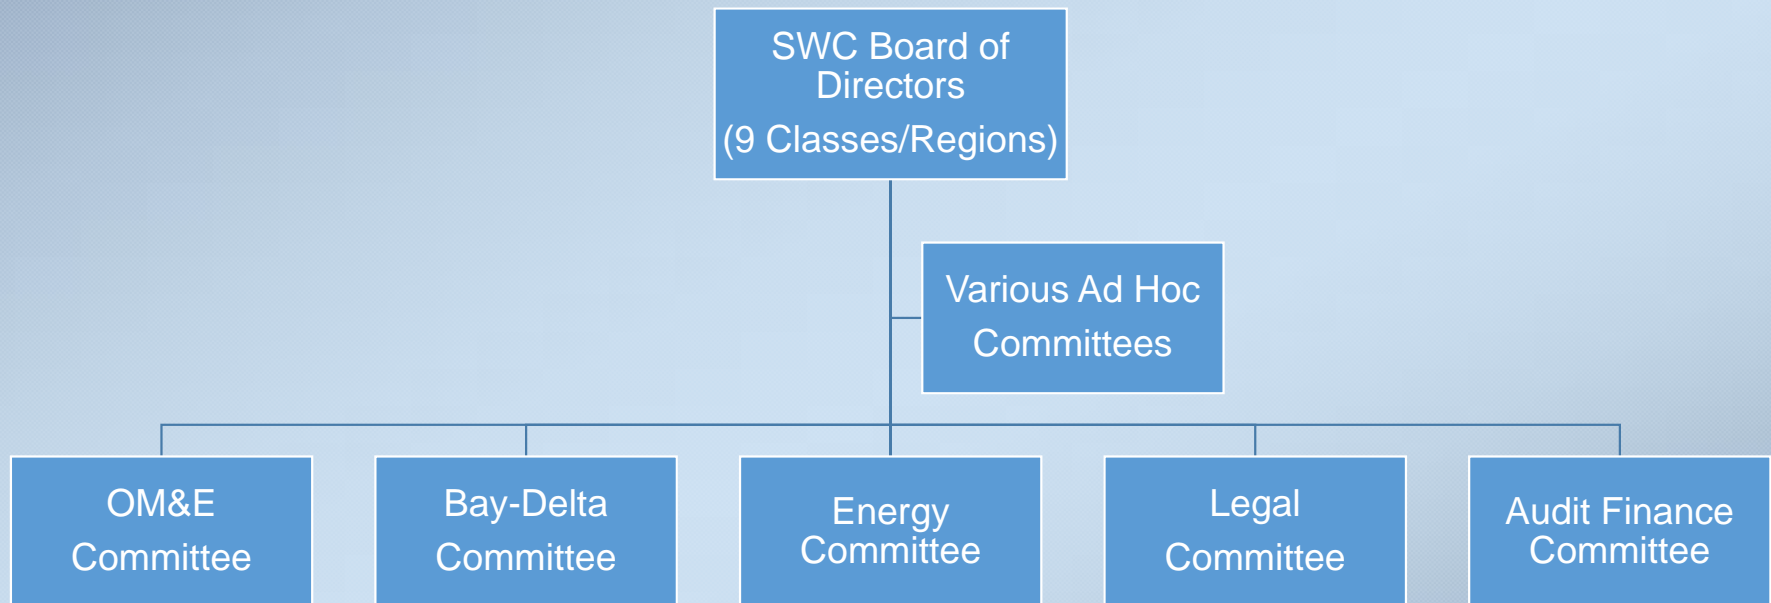 SWC Board of
Directors
(9 Classes/Regions)
Various Ad Hoc
Committees
OM&E
Committee
Bay-Delta
Committee
Energy
Committee
Legal
Committee
Audit Finance
Committee